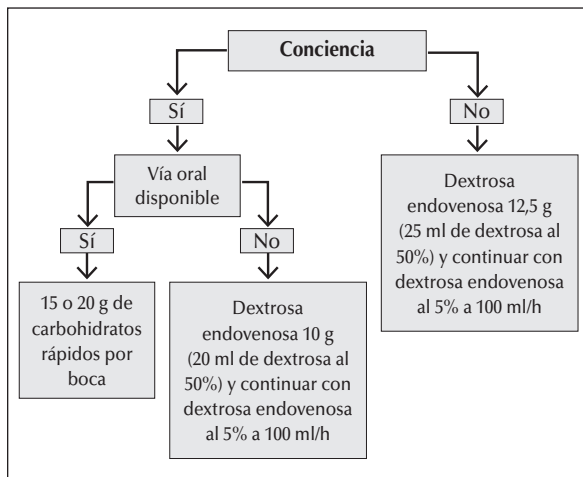 Conciencia
Sí
No
Vía oral
disponible
Dextrosa
endovenosa 12,5 g
(25 ml de dextrosa al
50%) y continuar con
dextrosa endovenosa
al 5% a 100 ml/h
Sí
No
15 o 20 g de
carbohidratos
rápidos por
boca
Dextrosa
endovenosa 10 g
(20 ml de dextrosa al
50%) y continuar con
dextrosa endovenosa
al 5% a 100 ml/h